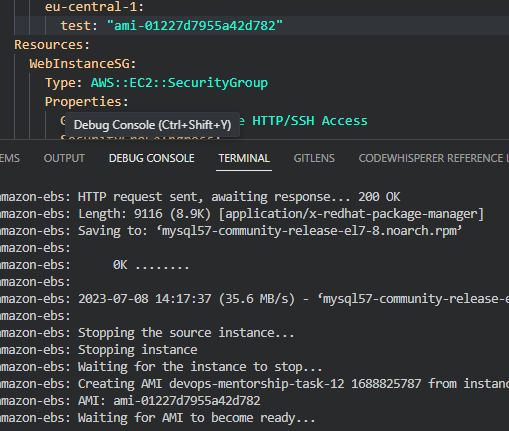 eu-central-1:
test: "ami-01227d7955a42d782"
Resources:
WebInstanceSG:
Type: AWS::EC2::SecurityGroup
Properties:
Debug Console (Ctrl+Shift+Y)
HTTP/SSH Access
OUTPUT DEBUG CONSOLE TERMINAL GITLENS CODEWHISPERER REFERENCE L
amazon-ebs: HTTP request sent, awaiting response... 200 OK
amazon-ebs: Length: 9116 (8.9K) [application/x-redhat-package-manager]
amazon-ebs: Saving to: ‘mysql57-community-release-el7-8.noarch.rpm’
amazon-ebs:
amazon-ebs: 0K ........
amazon-ebs:
amazon-ebs: 2023-07-08 14:17:37 (35.6 MB/s) - ‘mysql57-community-release-e
amazon-ebs:
amazon-ebs: Stopping the source instance...
amazon-ebs: Stopping instance
amazon-ebs: Waiting for the instance to stop...
amazon-ebs: Creating AMI devops-mentorship-task-12 1688825787 from instanc
amazon-ebs: AMI: ami-01227d7955a42d782
amazon-ebs: Waiting for AMI to become ready...